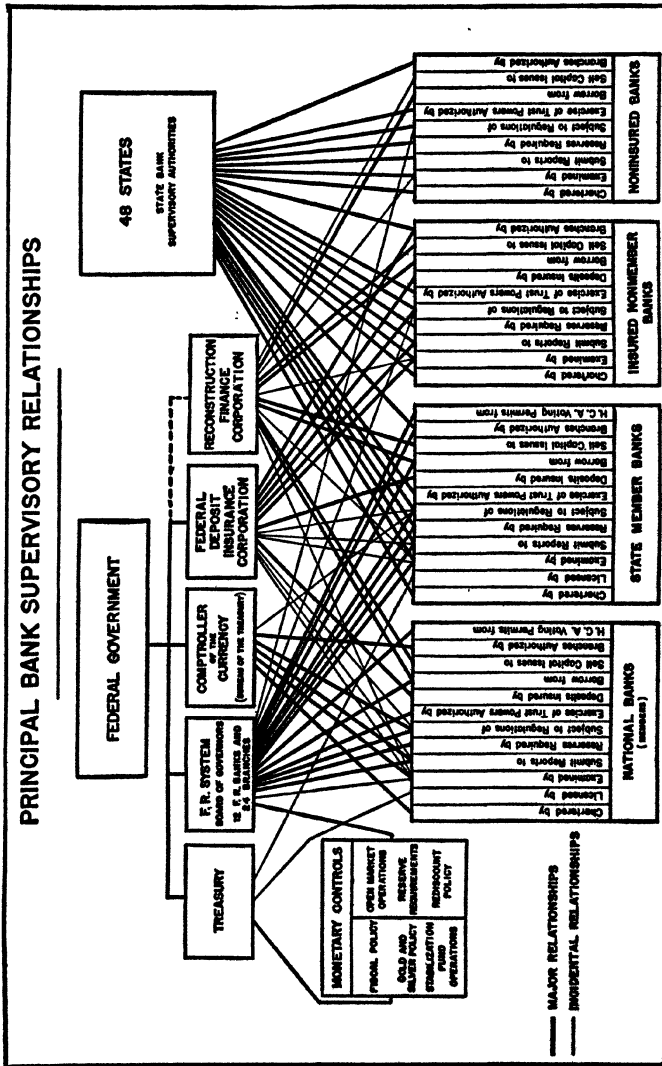 PRINCIPAL BANK SUPERVISORY RELATIONSHIPS
FEDERAL GOVERNMENT
48 STATES
STATE BANK
SUPERVISORY AUTHORITIES
TREASURY
F. R. SYSTEM
BOARD OF GOVERNORS
12 F. R. BANKS AND
24 BRANCHES
COMPTROLLER
OF THE
CURRENCY
(BUREAU OF THE TREASURY)
FEDERAL
DEPOSIT
INSURANCE
CORPORATION
RECONSTRUCTION
FINANCE
CORPORATION
MONETARY CONTROLS
FISCAL POLICY
GOLD AND
SILVER POLICY
STABILIZATION
FUND
OPERATIONS
OPEN MARKET
OPERATIONS
RESERVE
REQUIREMENTS
REDISCOUNT
POLICY
Chartered by
Licensed by
Examined by
Submit Reports to
Reserves Required by
Subject to Regulations of
Exercise of Trust Powers Authorized by
Deposits Insured by
Borrow from
Sell Capital Issues to
Branches Authorized by
H. C. A. Voting Permits from
NATIONAL BANKS
(MEMBERS)
Chartered by
Licensed by
Examined by
Submit Reports to
Reserves Required by
Subject to Regulations of
Exercise of Trust Powers Authorized by
Deposits Insured by
Borrow from
Sell Capital Issues to
Branches Authorized by
H. C. A. Voting Permits from
STATE MEMBER BANKS
Chartered by
Examined by
Submit Reports to
Reserves Required by
Subject to Regulations of
Exercise of Trust Powers Authorized by
Deposits Insured by
Borrow from
Sell Capital Issues to
Branches Authorized by
INSURED NONMEMBER
BANKS
Chartered by
Examined by
Submit Reports to
Reserves Required by
Subject to Regulations of
Exercise of Trust Powers Authorized by
Borrow from
Sell Capital Issues to
Branches Authorized by
NONINSURED BANKS
MAJOR RELATIONSHIPS
INCIDENTAL RELATIONSHIPS